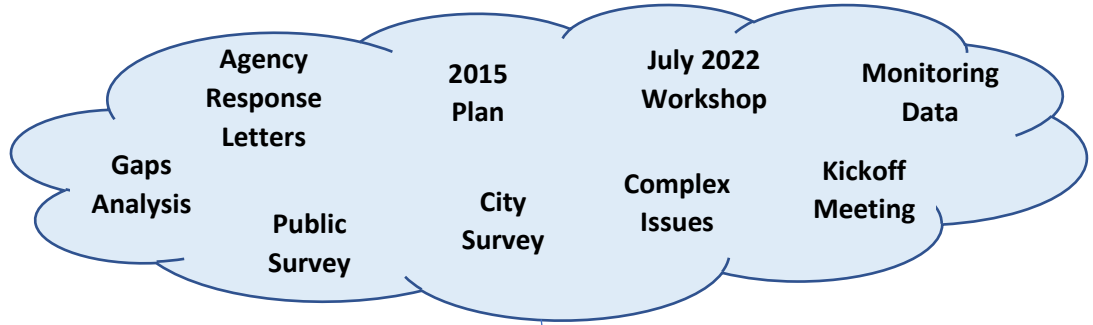 Agency
Response
Letters
2015
Plan
July 2022
Workshop
Monitoring
Data
Gaps
Analysis
Public
Survey
City
Survey
Complex
Issues
Kickoff
Meeting